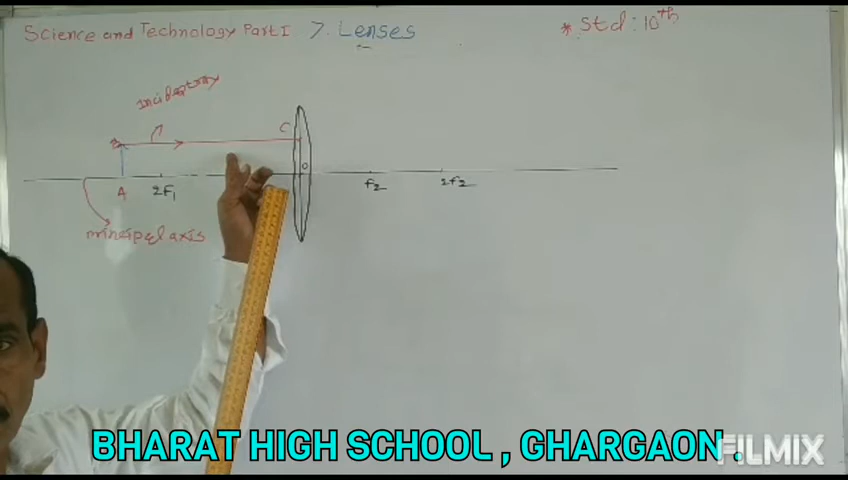 Science and Technology Part I 7. Lenses
* Std : 10th
Incident ray
C
O
A
2F1
F2
2F2
principal axis
BHARAT HIGH SCHOOL , GHARGAON .
FILMIX